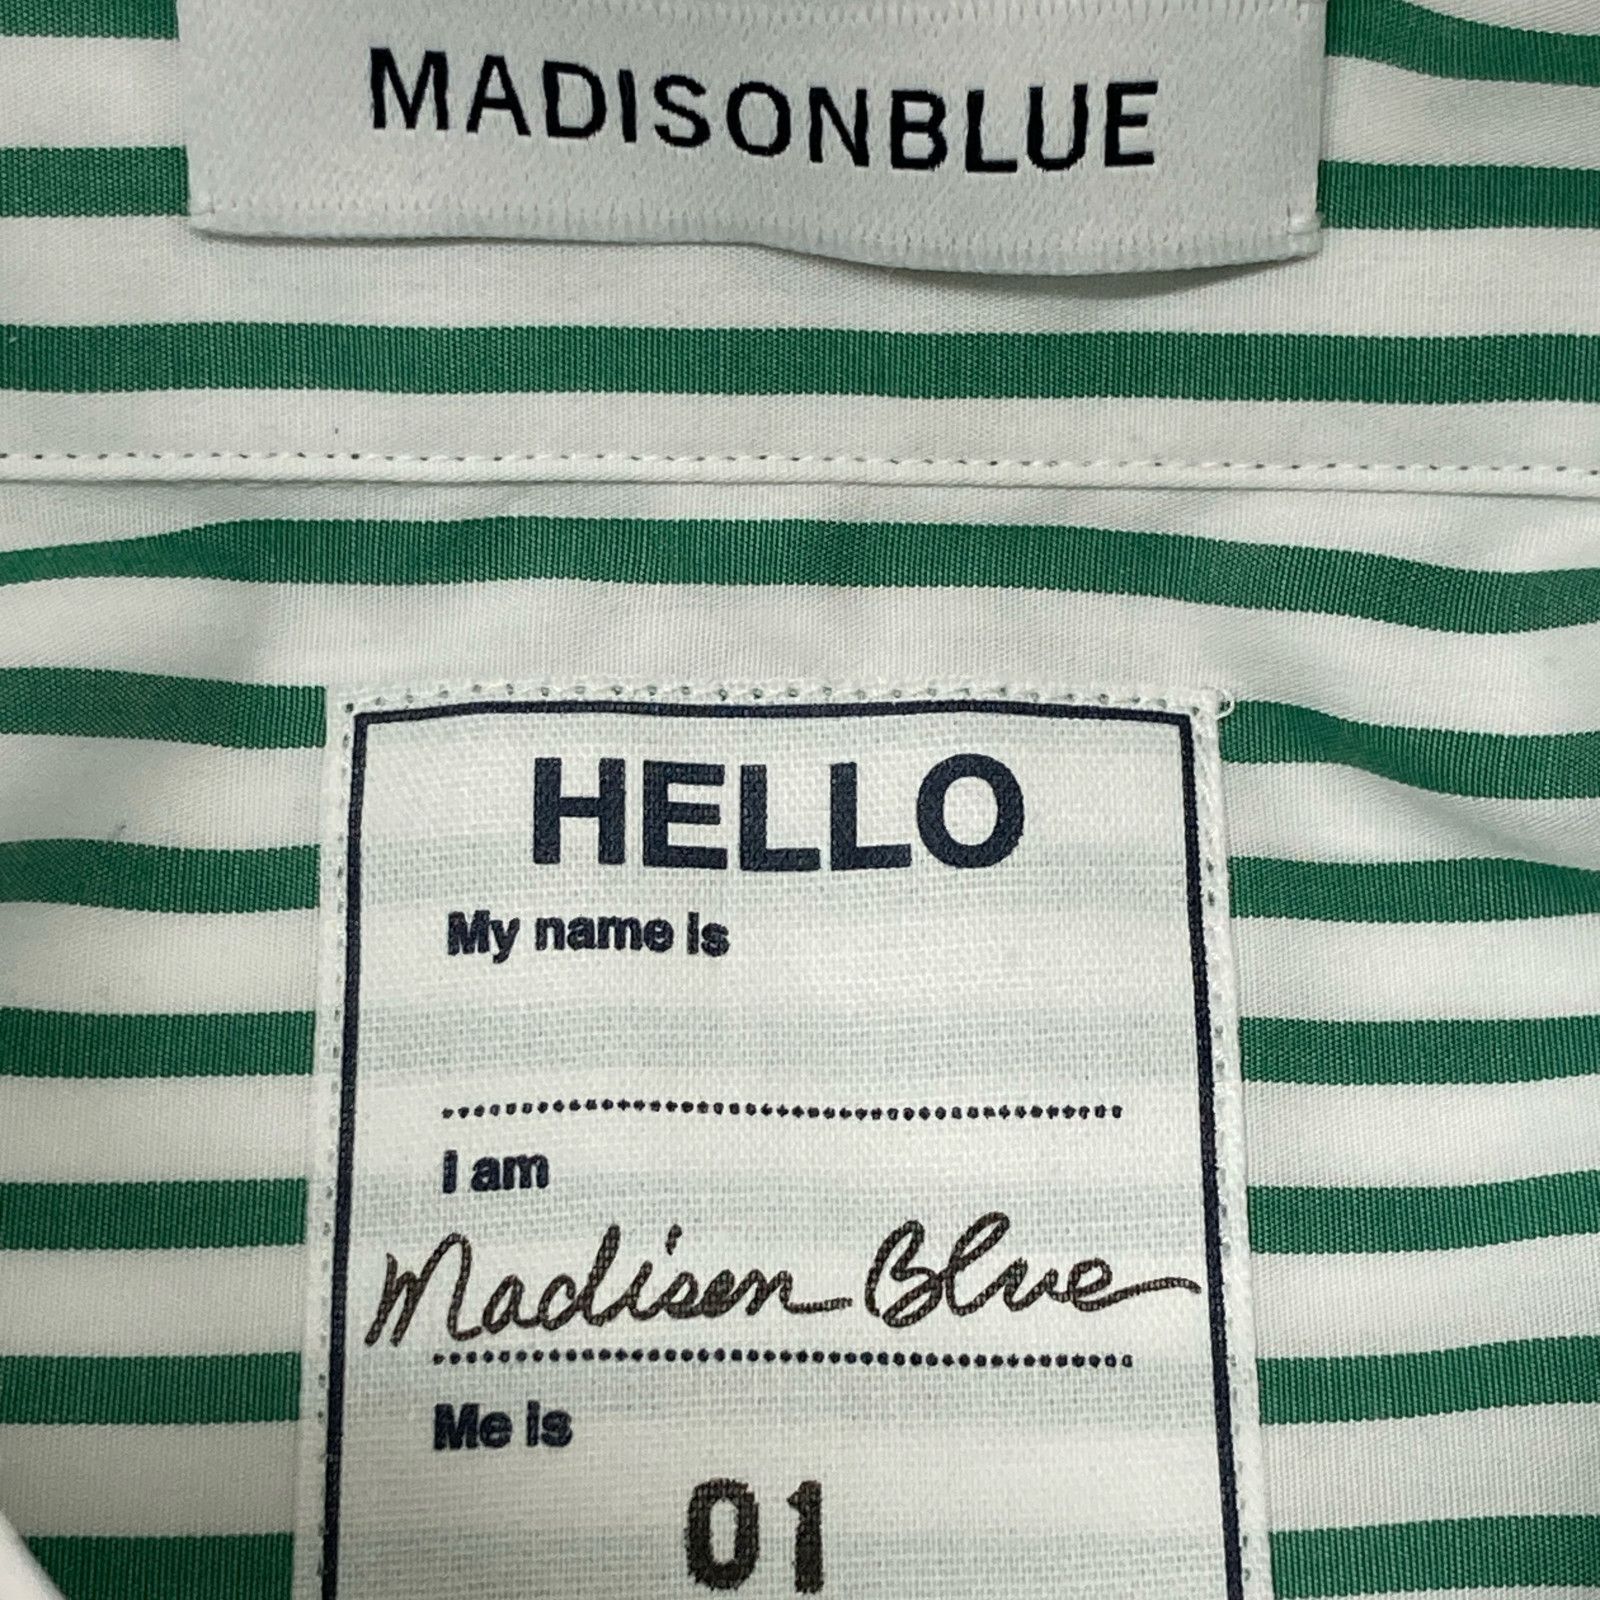 MADISONBLUE
HELLO
My name is
I am
Madison Blue
Me is
01